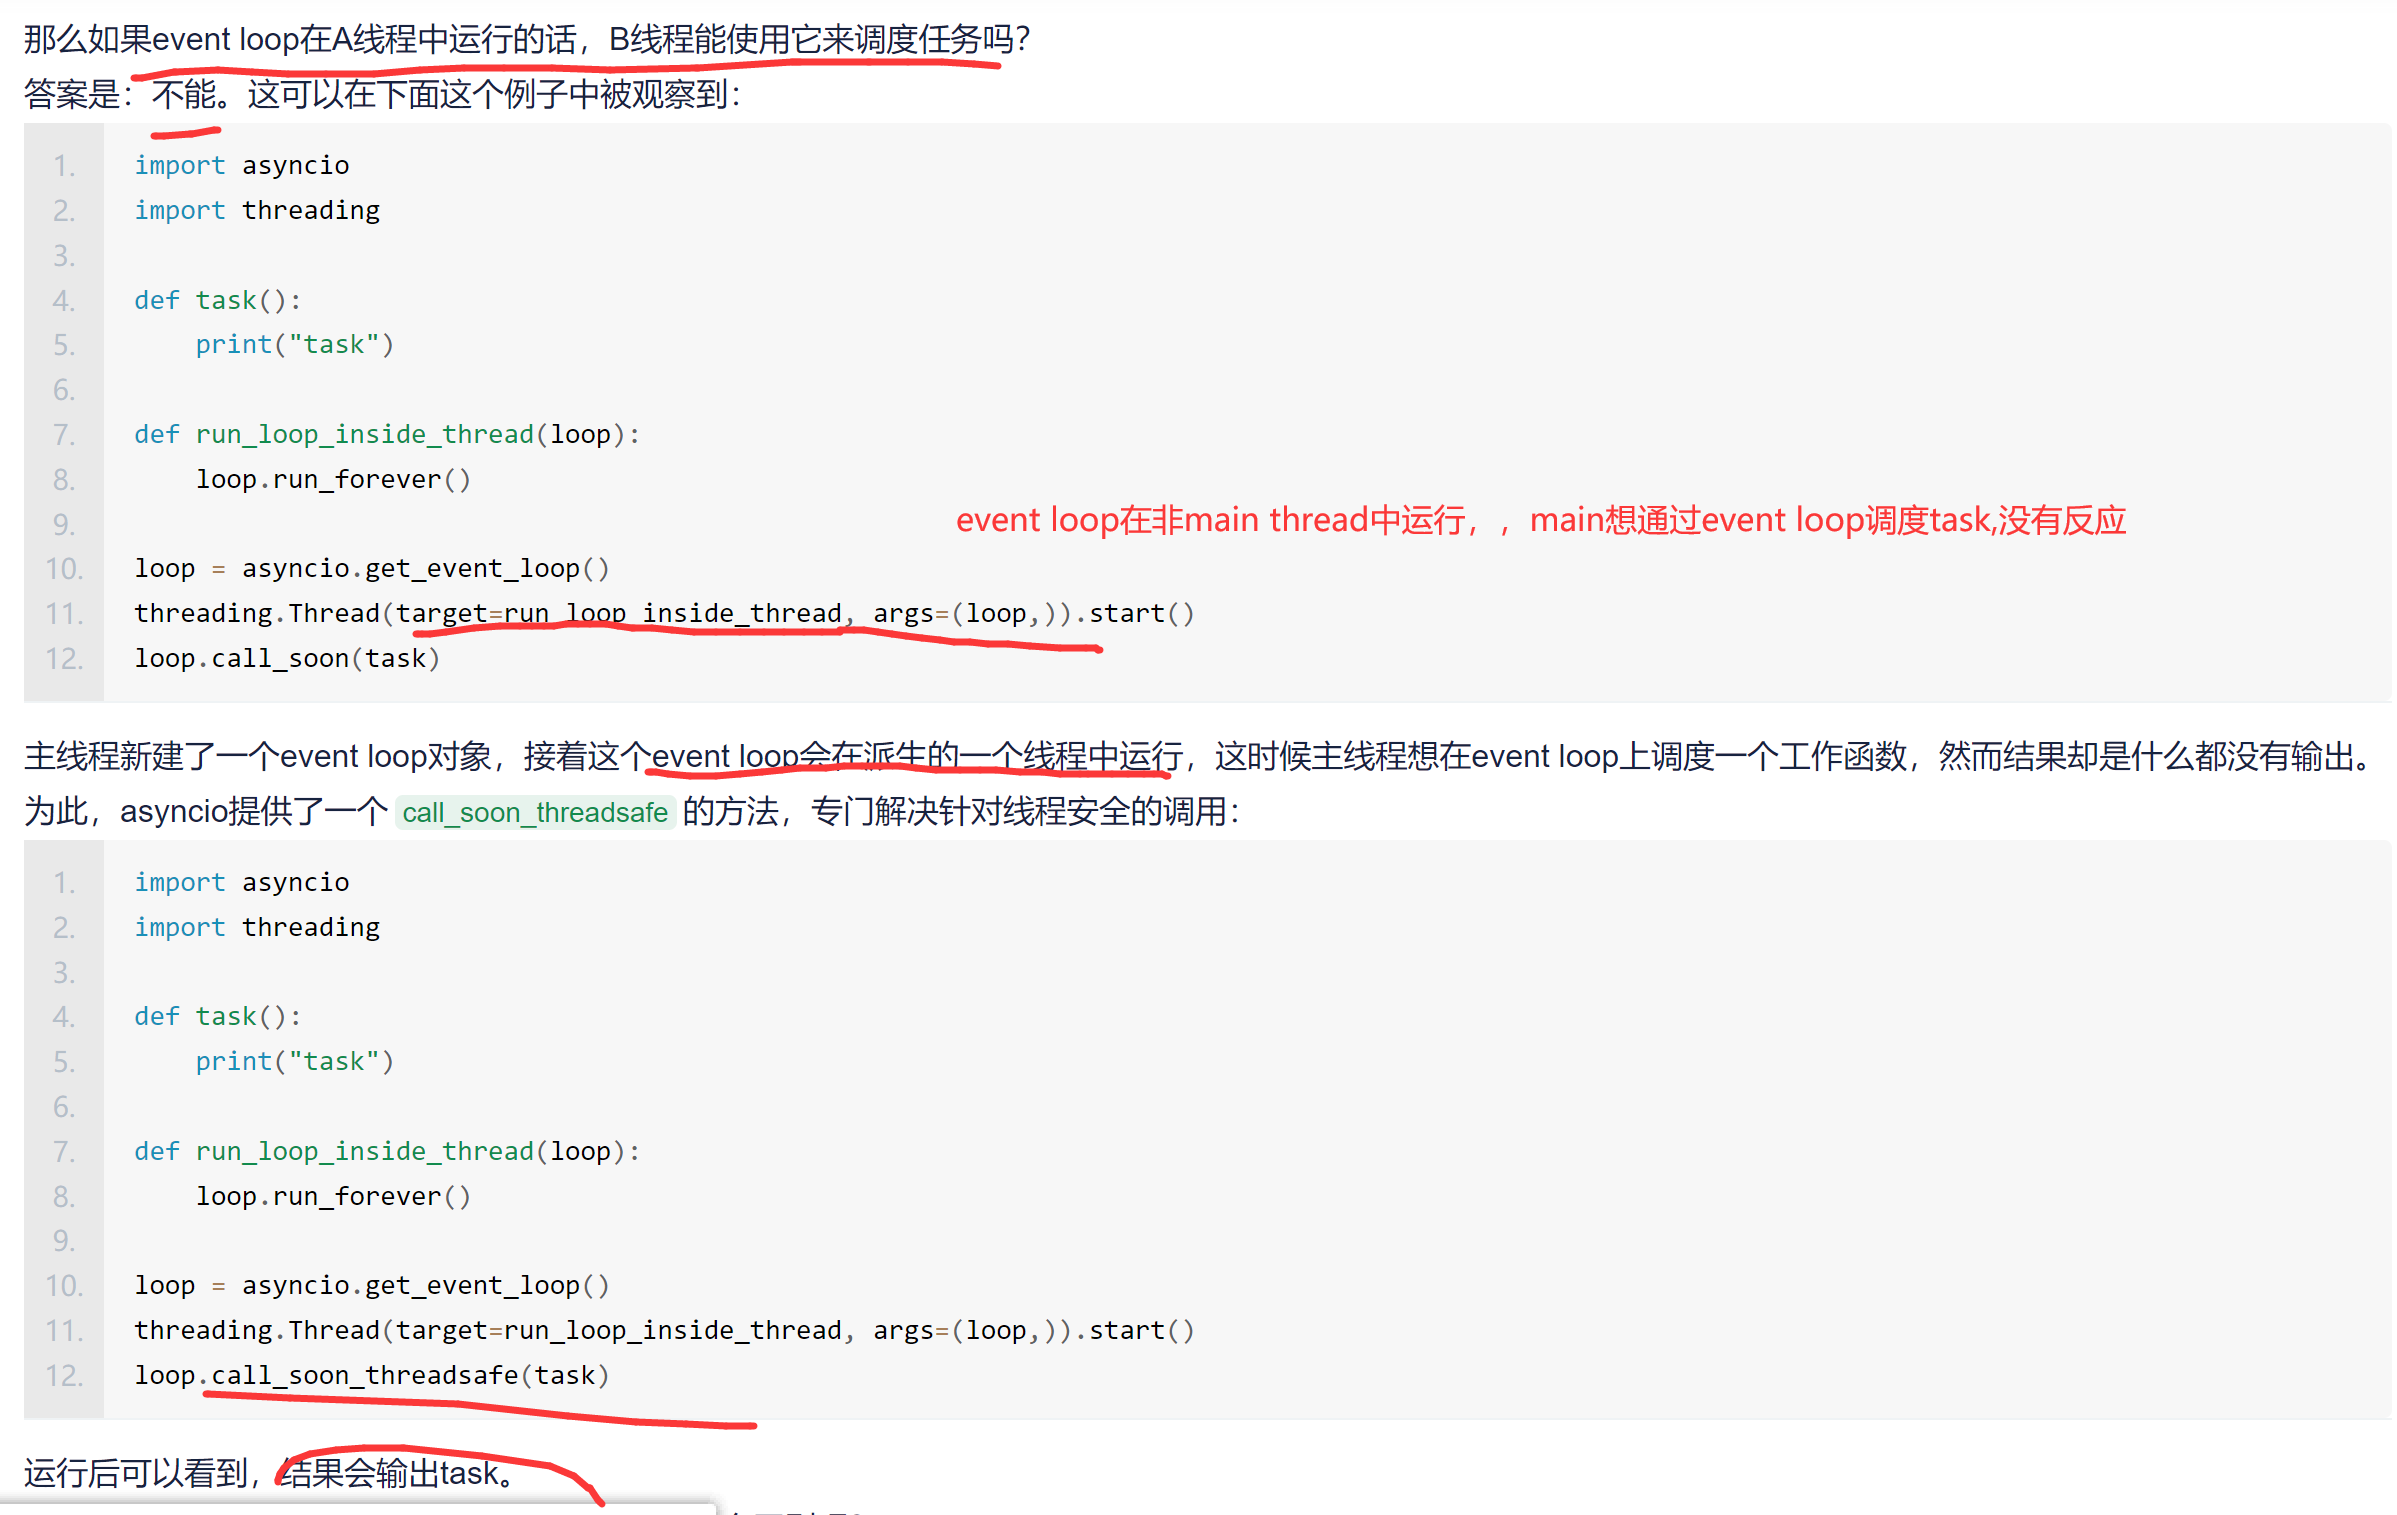 那么如果event loop在A线程中运行的话，B线程能使用它来调度任务吗？
答案是：不能。这可以在下面这个例子中被观察到：
1. import asyncio
2. import threading
3.
4. def task():
5.     print("task")
6.
7. def run_loop_inside_thread(loop):
8.     loop.run_forever()
9.
event loop在非main thread中运行，，main想通过event loop调度task,没有反应
10. loop = asyncio.get_event_loop()
11. threading.Thread(target=run_loop_inside_thread, args=(loop,)).start()
12. loop.call_soon(task)
主线程新建了一个event loop对象，接着这个event loop会在派生的一个线程中运行，这时候主线程想在event loop上调度一个工作函数，然而结果却是什么都没有输出。
为此，asyncio提供了一个 call_soon_threadsafe 的方法，专门解决针对线程安全的调用：
1. import asyncio
2. import threading
3.
4. def task():
5.     print("task")
6.
7. def run_loop_inside_thread(loop):
8.     loop.run_forever()
9.
10. loop = asyncio.get_event_loop()
11. threading.Thread(target=run_loop_inside_thread, args=(loop,)).start()
12. loop.call_soon_threadsafe(task)
运行后可以看到，结果会输出task。